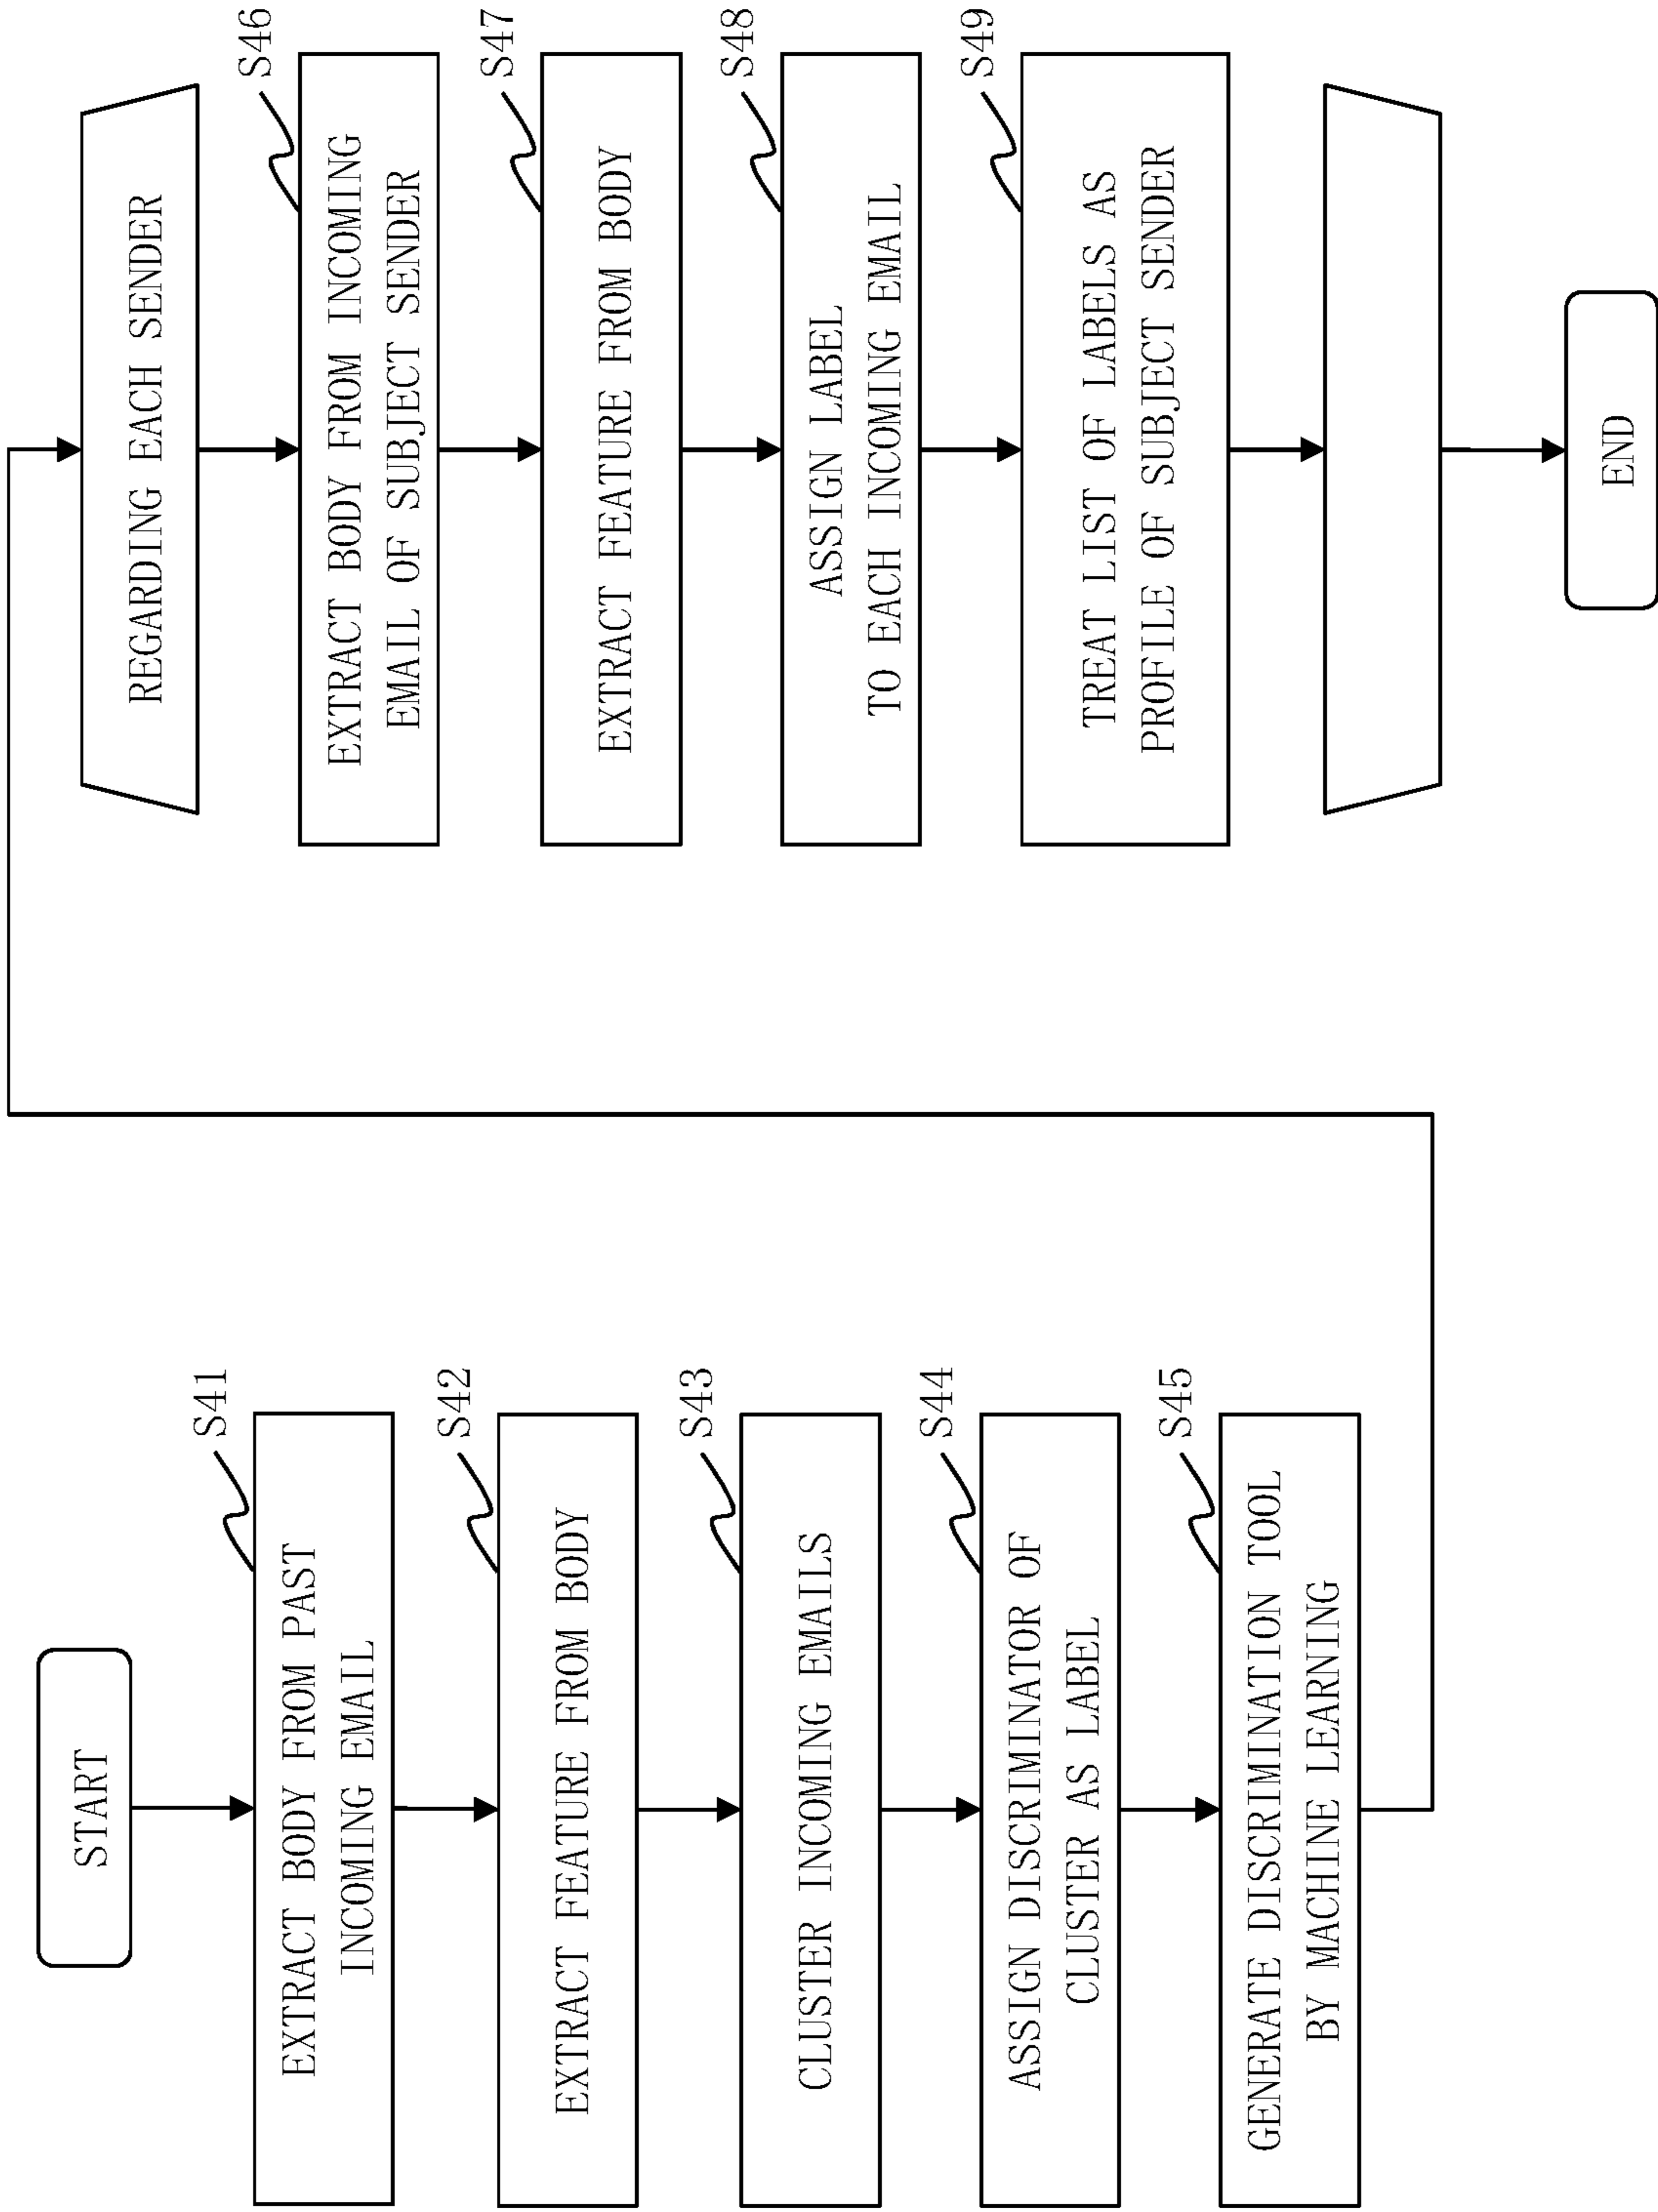 START
S41
EXTRACT BODY FROM PAST
INCOMING EMAIL
S42
EXTRACT FEATURE FROM BODY
S43
CLUSTER INCOMING EMAILS
S44
ASSIGN DISCRIMINATOR OF
CLUSTER AS LABEL
S45
GENERATE DISCRIMINATION TOOL
BY MACHINE LEARNING
REGARDING EACH SENDER
S46
EXTRACT BODY FROM INCOMING
EMAIL OF SUBJECT SENDER
S47
EXTRACT FEATURE FROM BODY
S48
ASSIGN LABEL
TO EACH INCOMING EMAIL
S49
TREAT LIST OF LABELS AS
PROFILE OF SUBJECT SENDER
END